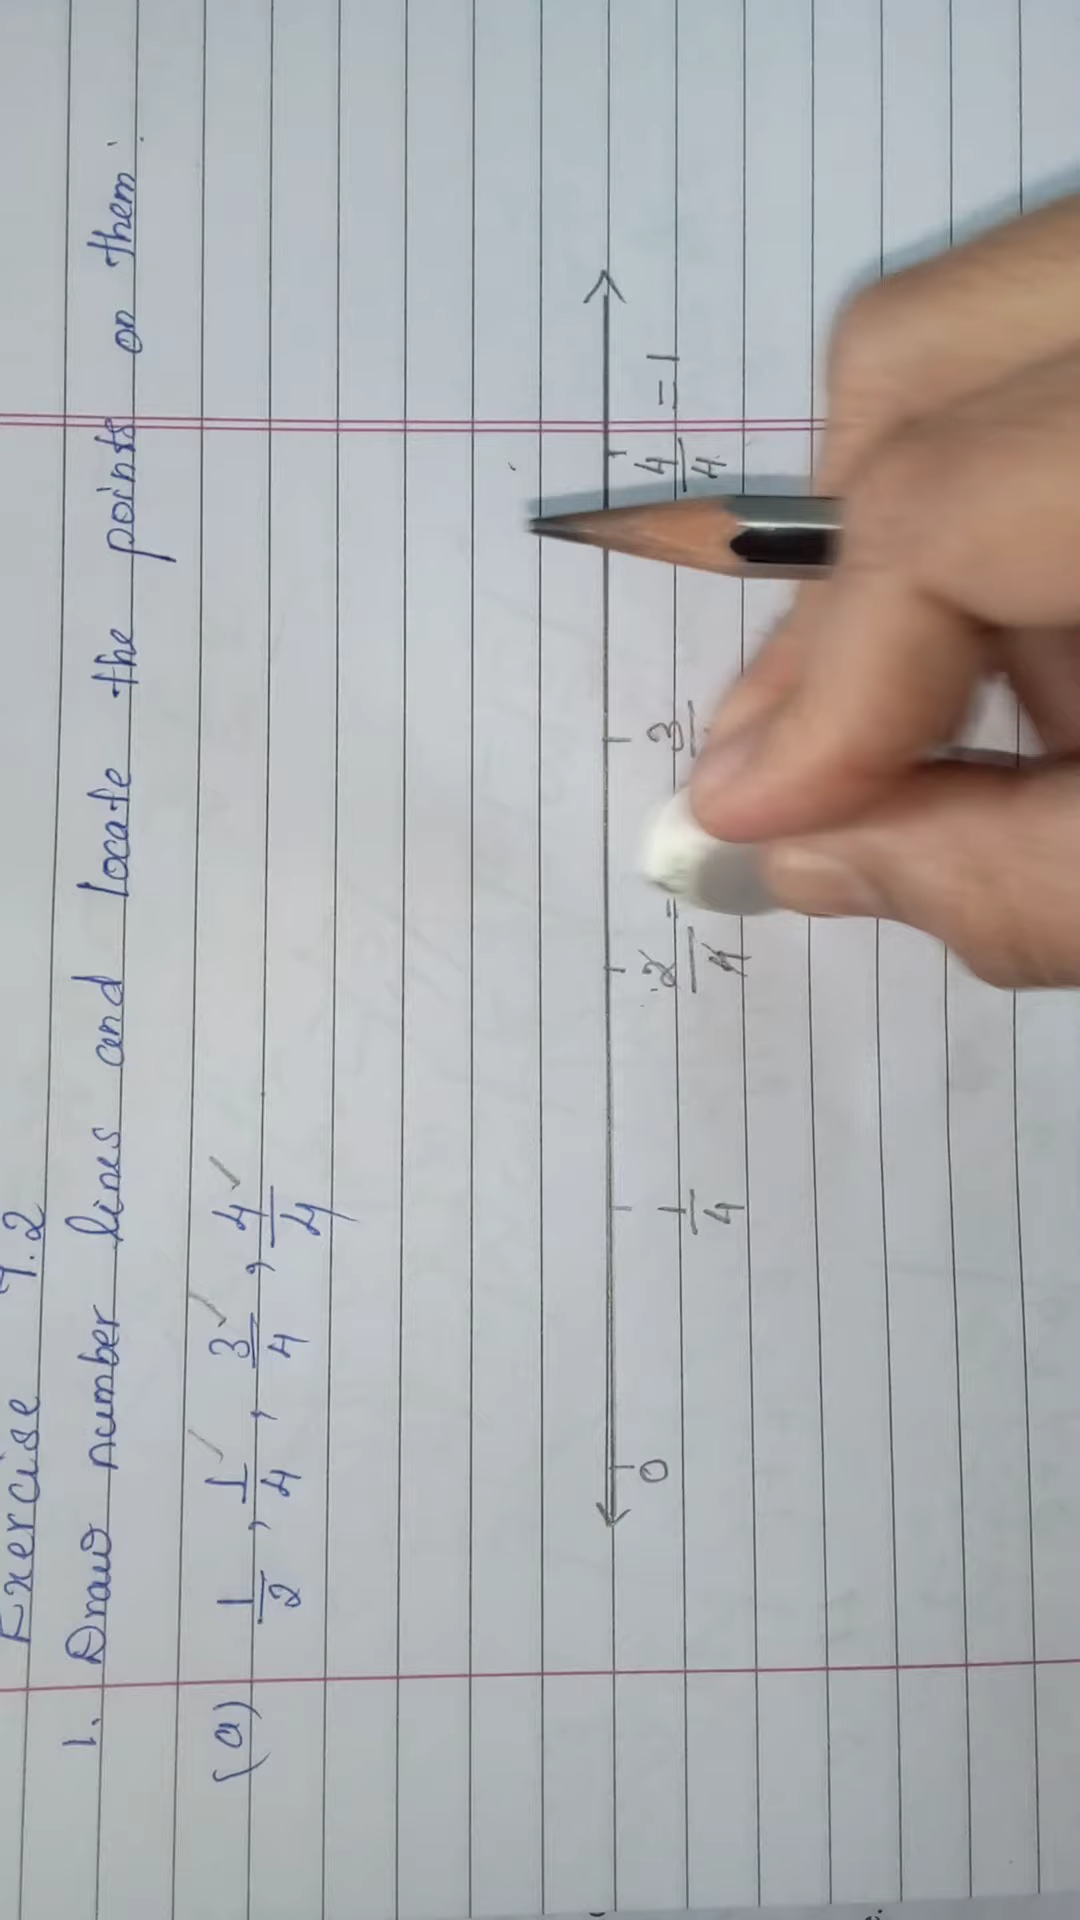 Exercise 7.2
1. Draw number lines and locate the points on them.
(a) 1/2, 1/4, 3/4, 4/4
0 1/4 2/4 = 3 4/4 = 1